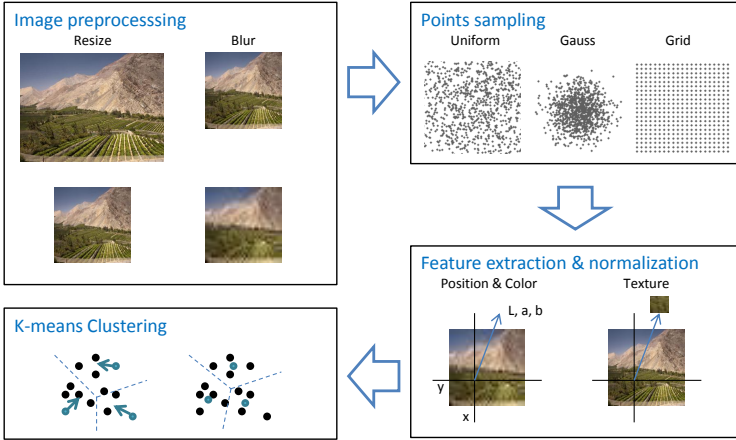 Image preprocesssing
Resize
Blur
Points sampling
Uniform
Gauss
Grid
Feature extraction & normalization
Position & Color
Texture
L, a, b
y
x
K-means Clustering